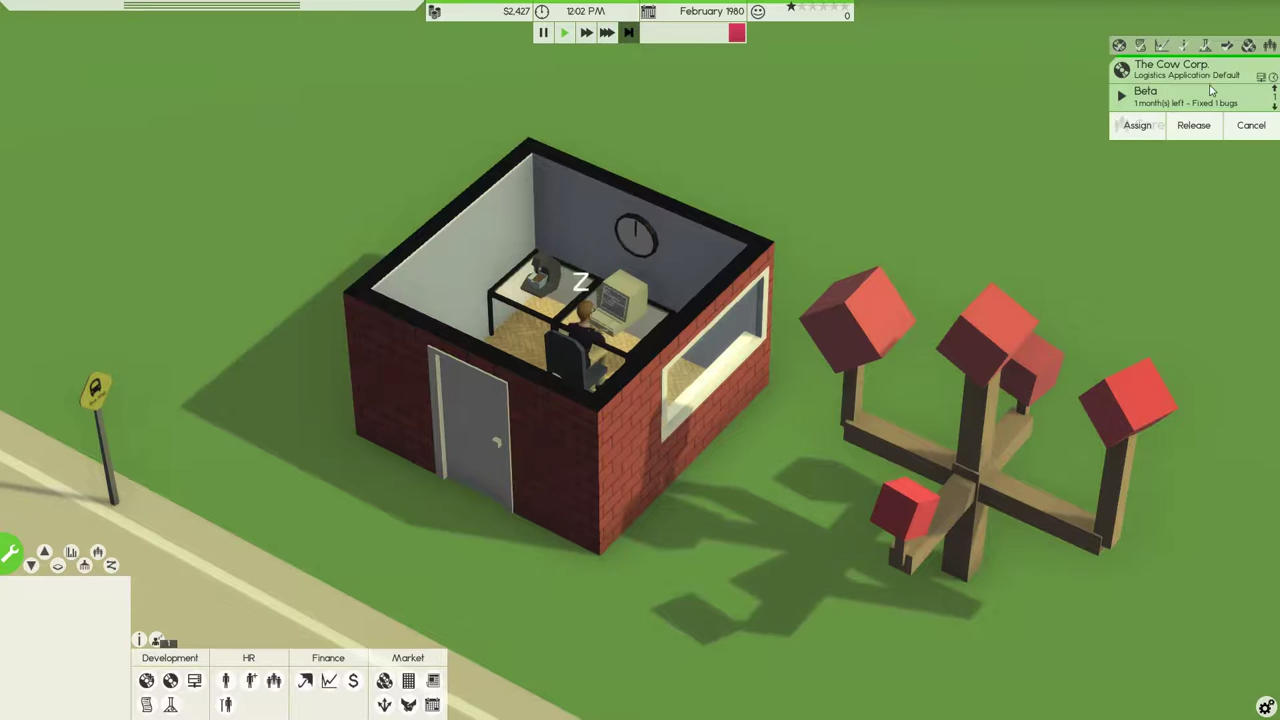 $2,427
12:02 PM
February 1980
0
The Cow Corp.
Logistics Application Default
Beta
1 month(s) left - Fixed 1 bugs
1
Assign
Release
Cancel
Z
Development
HR
Finance
Market